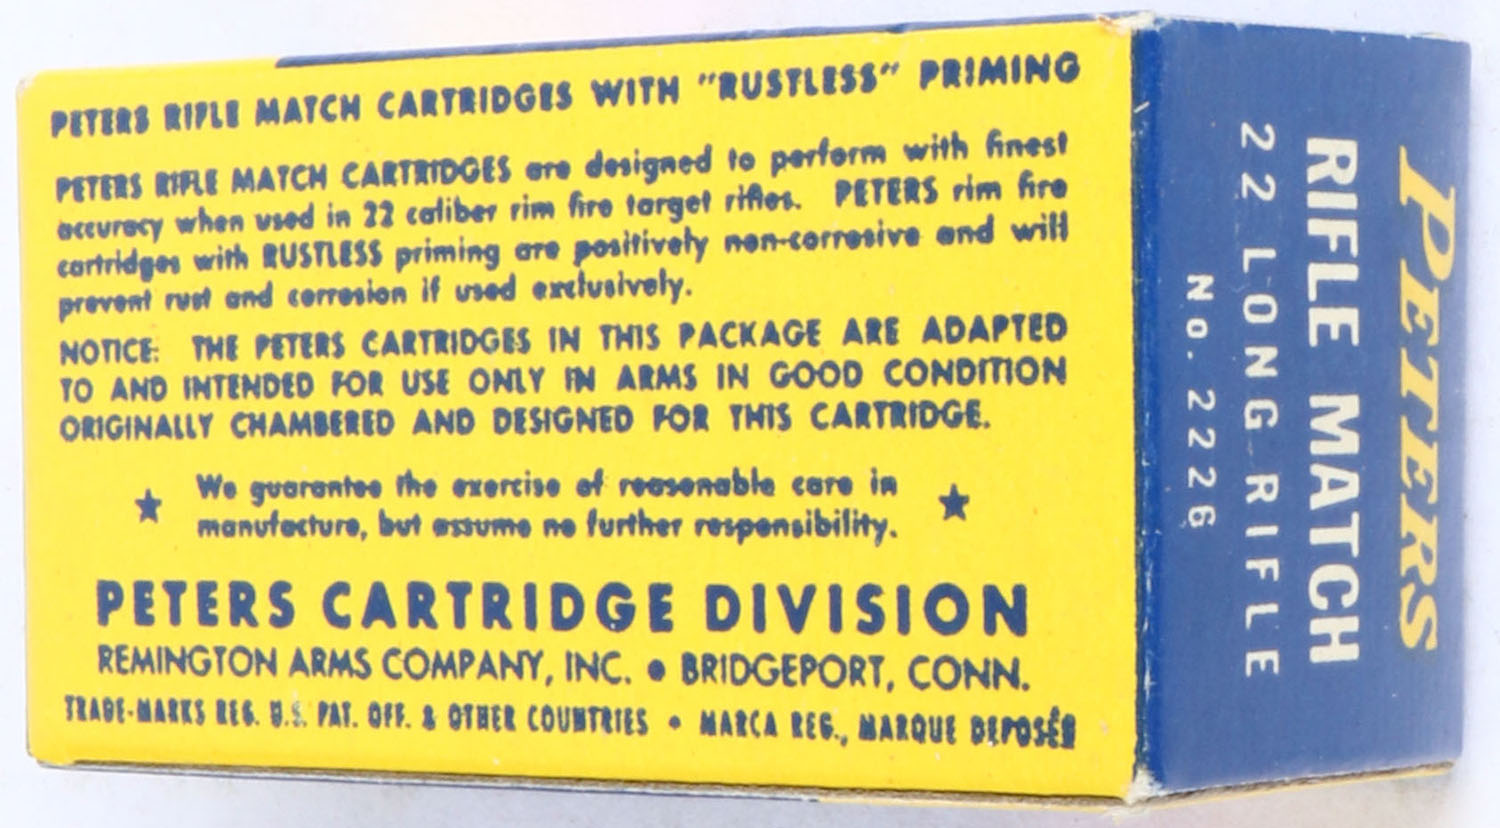 PETERS RIFLE MATCH CARTRIDGES WITH "RUSTLESS" PRIMING
PETERS RIFLE MATCH CARTRIDGES are designed to perform with finest
accuracy when used in 22 caliber rim fire target rifles. PETERS rim fire
cartridges with RUSTLESS priming are positively non-corrosive and will
prevent rust and corrosion if used exclusively.
NOTICE: THE PETERS CARTRIDGES IN THIS PACKAGE ARE ADAPTED
TO AND INTENDED FOR USE ONLY IN ARMS IN GOOD CONDITION
ORIGINALLY CHAMBERED AND DESIGNED FOR THIS CARTRIDGE.
We guarantee the exercise of reasonable care in
manufacture, but assume no further responsibility.
PETERS CARTRIDGE DIVISION
REMINGTON ARMS COMPANY, INC. • BRIDGEPORT, CONN.
TRADE-MARKS REG. U.S. PAT. OFF. & OTHER COUNTRIES • MARCA REG., MARQUE DEPOSÉE
PETERS
RIFLE MATCH
22 LONG RIFLE
No. 2226